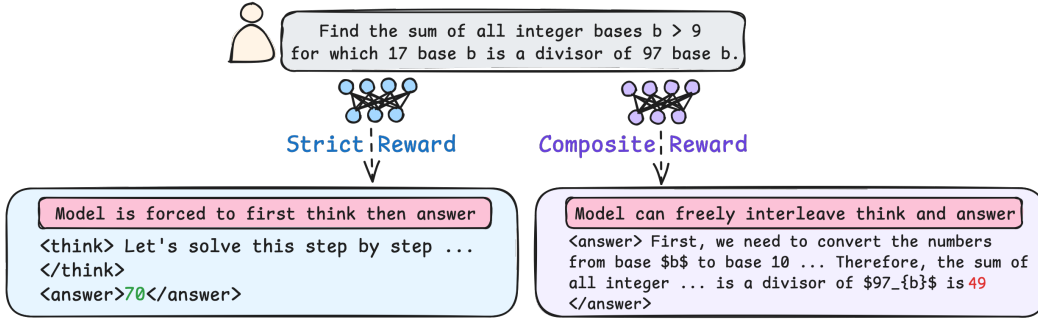 Find the sum of all integer bases b > 9
for which 17 base b is a divisor of 97 base b.
Strict Reward
Composite Reward
Model is forced to first think then answer
<think> Let's solve this step by step ...
</think>
<answer>70</answer>
Model can freely interleave think and answer
<answer> First, we need to convert the numbers
from base $b$ to base 10 ... Therefore, the sum of
all integer ... is a divisor of $97_{b}$ is 49
</answer>